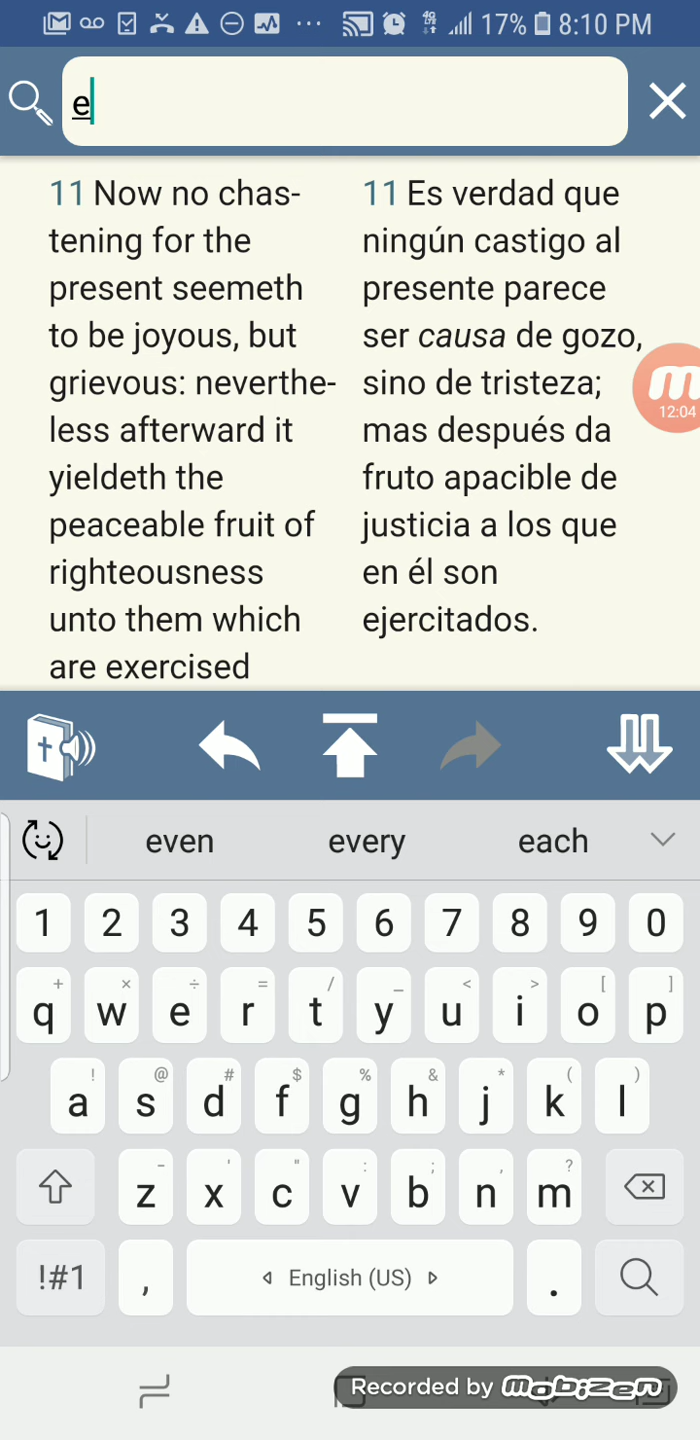 17% 8:10 PM
e
11 Now no chas-
tening for the
present seemeth
to be joyous, but
grievous: neverthe-
less afterward it
yieldeth the
peaceable fruit of
righteousness
unto them which
are exercised
11 Es verdad que
ningún castigo al
presente parece
ser causa de gozo,
sino de tristeza;
mas después da
fruto apacible de
justicia a los que
en él son
ejercitados.
m
12:04
even every each
1 2 3 4 5 6 7 8 9 0
+ × ÷ = / _ < > [ ]
q w e r t y u i o p
! @ # $ % & * ( )
a s d f g h j k l
- ' " : ; , ?
z x c v b n m
!#1 , English (US) .
Recorded by mobizen